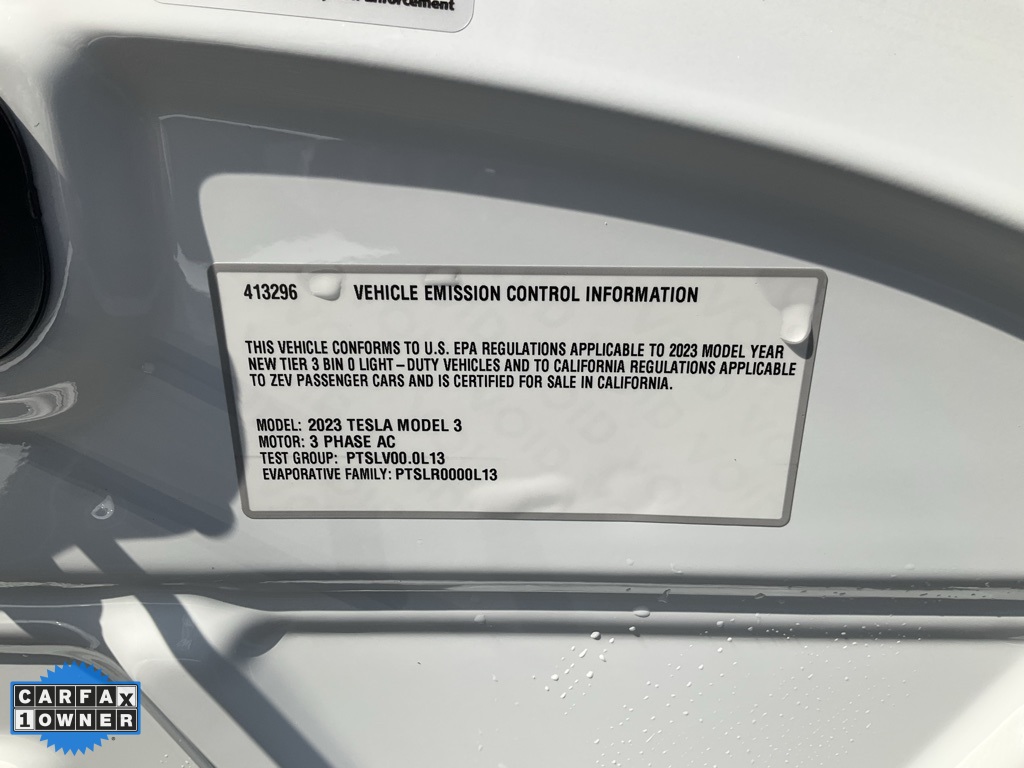 Enforcement
413296 VEHICLE EMISSION CONTROL INFORMATION
THIS VEHICLE CONFORMS TO U.S. EPA REGULATIONS APPLICABLE TO 2023 MODEL YEAR
NEW TIER 3 BIN 0 LIGHT-DUTY VEHICLES AND TO CALIFORNIA REGULATIONS APPLICABLE
TO ZEV PASSENGER CARS AND IS CERTIFIED FOR SALE IN CALIFORNIA.
MODEL: 2023 TESLA MODEL 3
MOTOR: 3 PHASE AC
TEST GROUP: PTSLV00.0L13
EVAPORATIVE FAMILY: PTSLR0000L13
CARFAX
1 OWNER